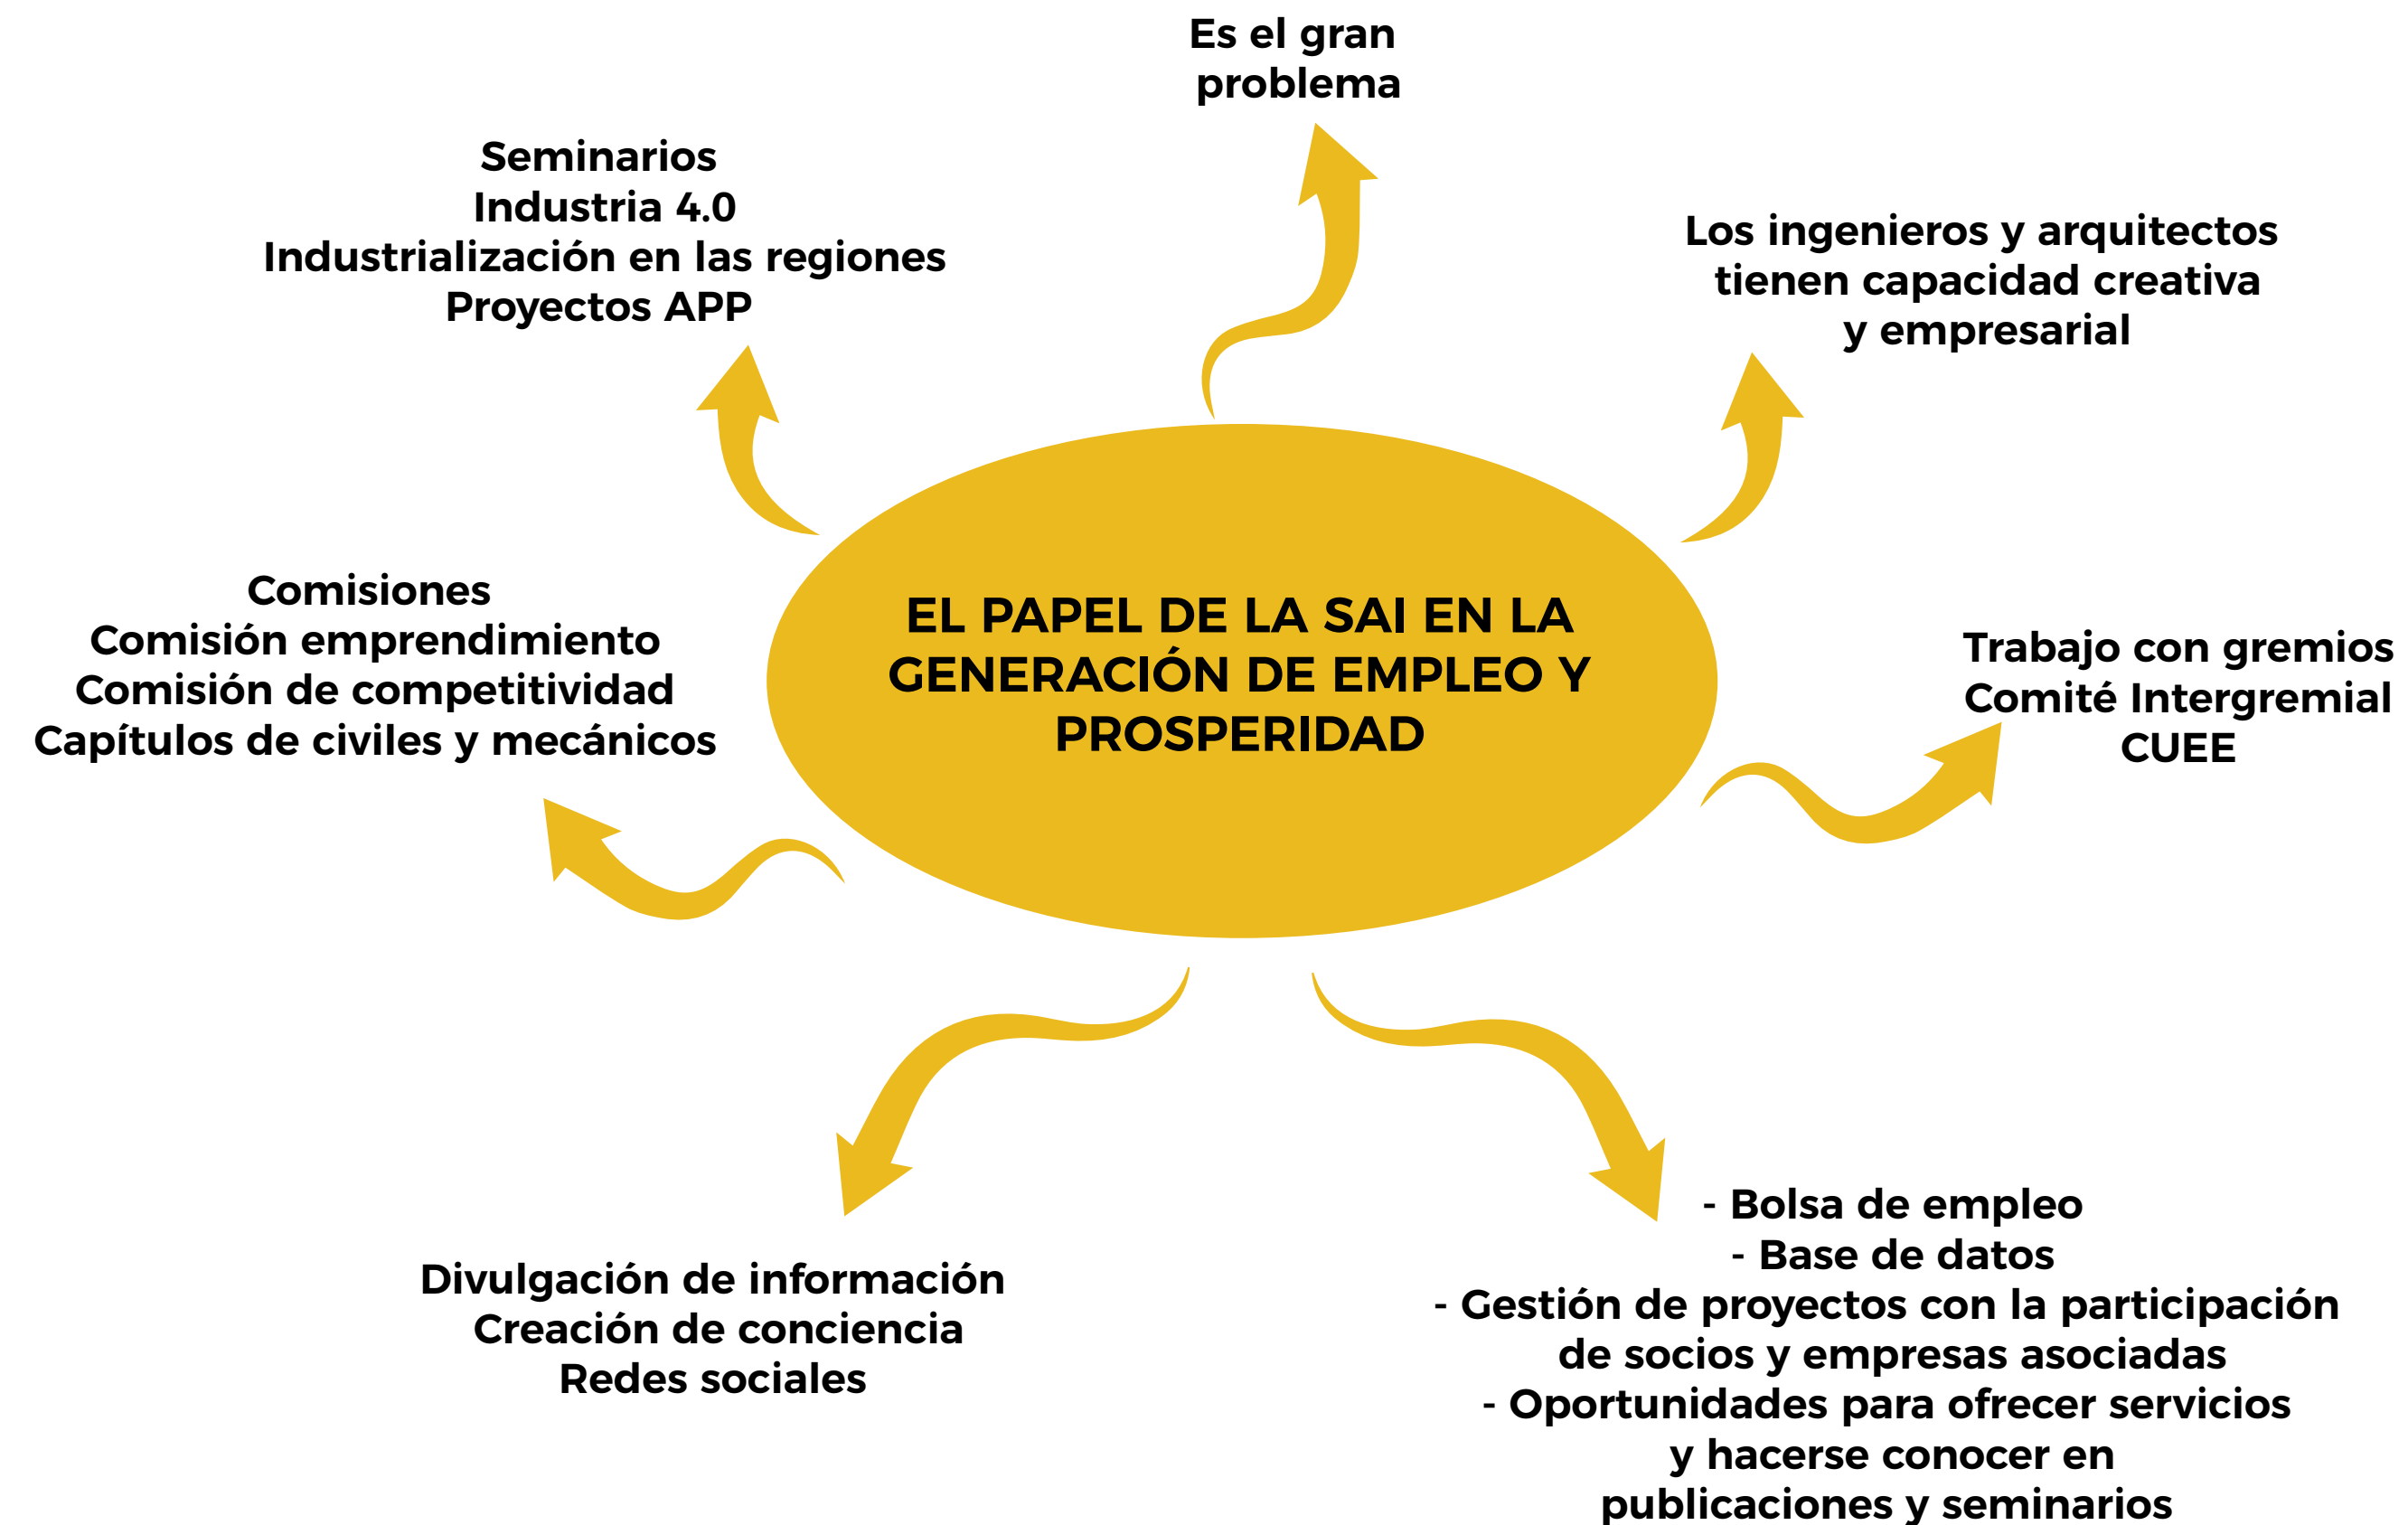 Es el gran
problema
Seminarios
Industria 4.0
Industrialización en las regiones
Proyectos APP
Los ingenieros y arquitectos
tienen capacidad creativa
y empresarial
Comisiones
Comisión emprendimiento
Comisión de competitividad
Capítulos de civiles y mecánicos
EL PAPEL DE LA SAI EN LA
GENERACIÓN DE EMPLEO Y
PROSPERIDAD
Trabajo con gremios
Comité Intergremial
CUEE
Divulgación de información
Creación de conciencia
Redes sociales
- Bolsa de empleo
- Base de datos
- Gestión de proyectos con la participación
de socios y empresas asociadas
- Oportunidades para ofrecer servicios
y hacerse conocer en
publicaciones y seminarios